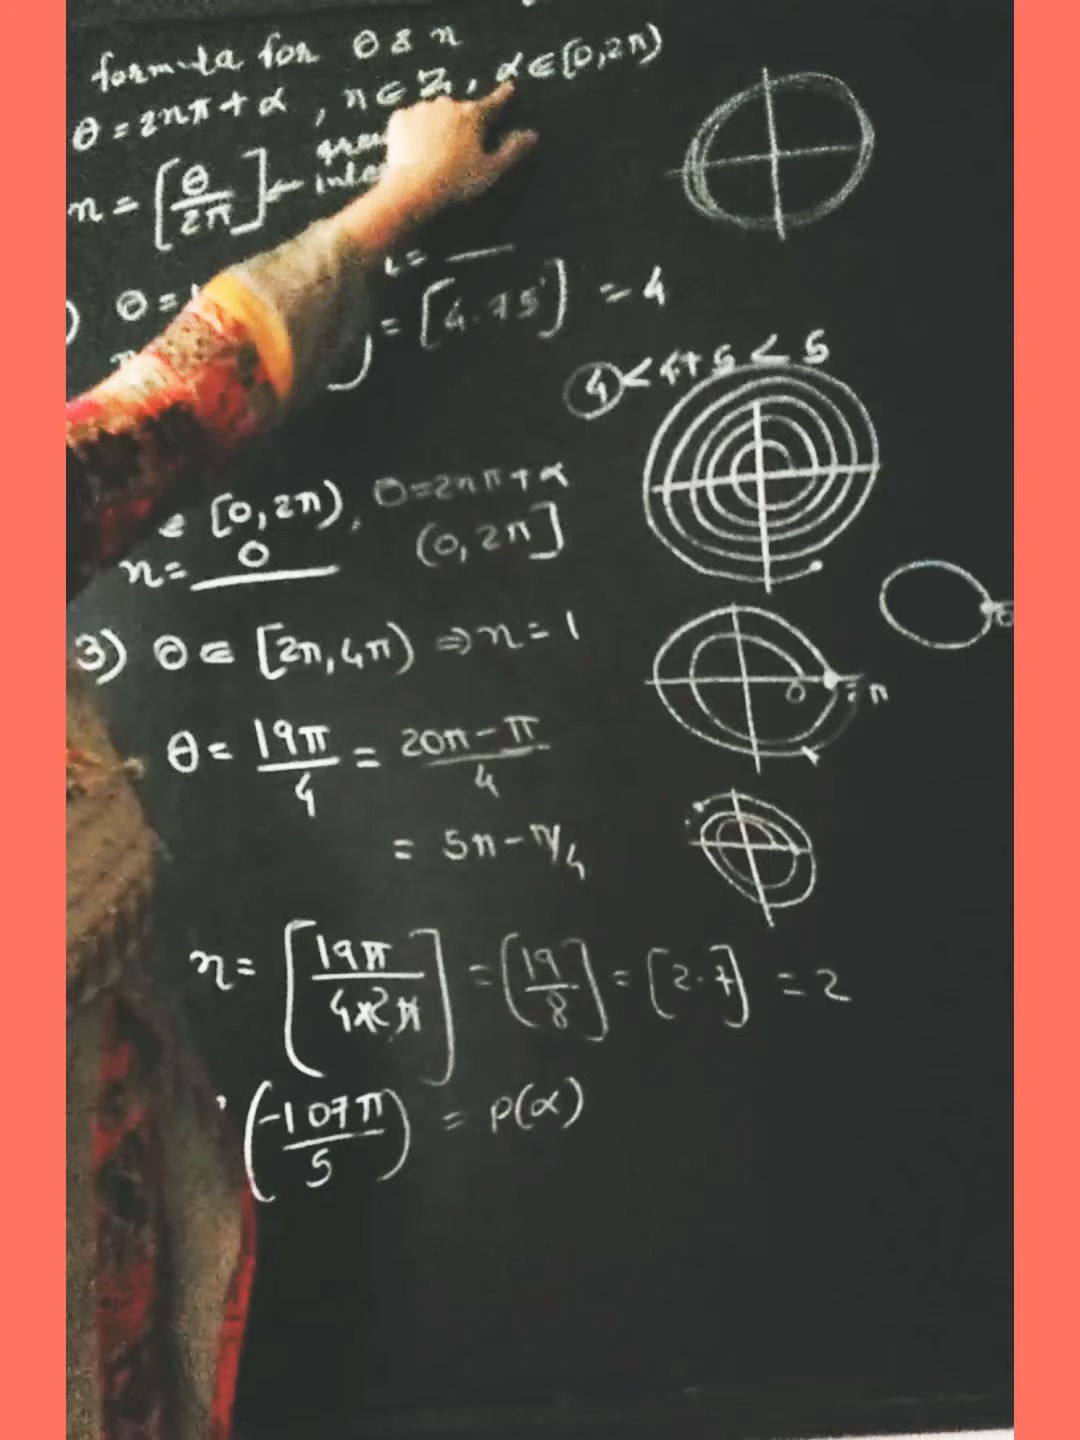 formula for θ & n
θ = 2nπ + α , n ∈ Z, α ∈ [0, 2π)
n = [θ/2π] ←
θ =
= [4.75] = 4
4 < 4+5 < 5
∈ [0, 2π), θ = 2nπ + α
n = 0 (0, 2π]
3) θ ∈ [2π, 4π) ⇒ n = 1
θ = 19π/4 = 20π - π/4
= 5π - π/4
n = [19π/4×2π] = [19/8] = [2.7] = 2
(-107π/5) = P(α)